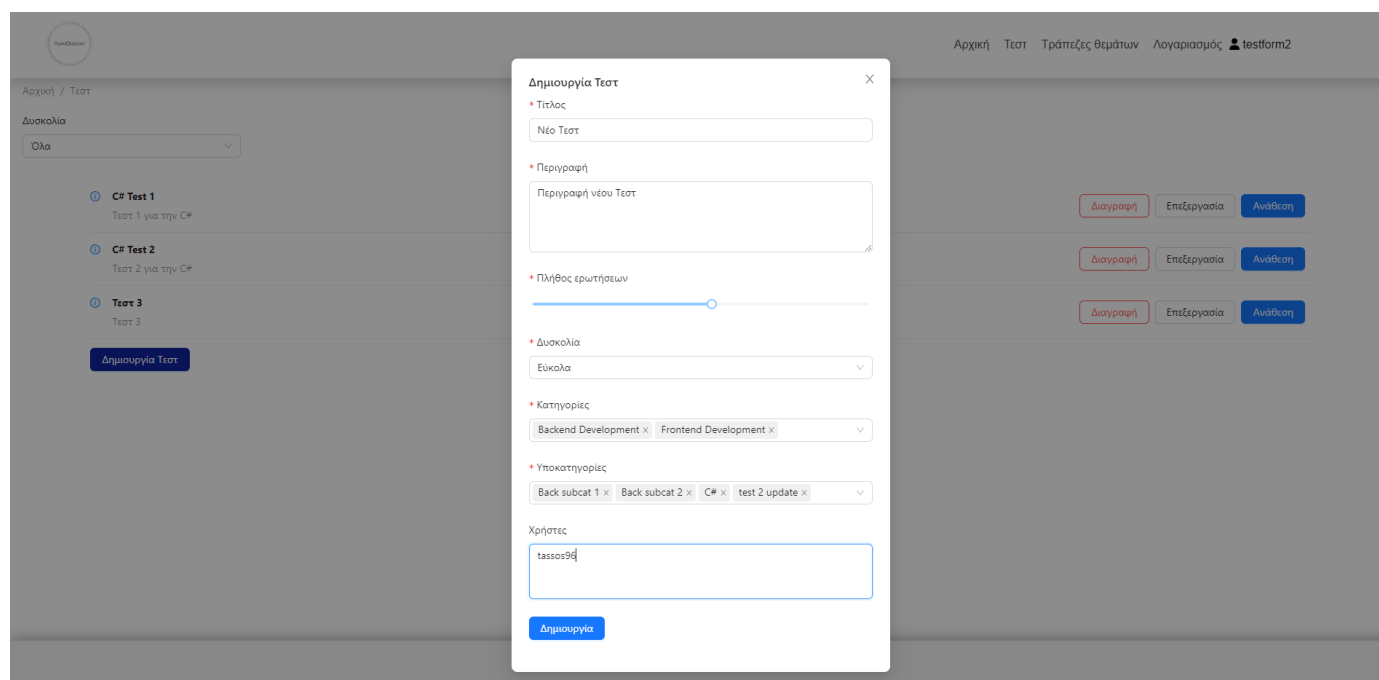 AutoQuizzer
Αρχική Τεστ Τράπεζες θεμάτων Λογαριασμός testform2
Αρχική / Τεστ
Δυσκολία
Όλα
C# Test 1
Τεστ 1 για την C#
Διαγραφή Επεξεργασία Ανάθεση
C# Test 2
Τεστ 2 για την C#
Διαγραφή Επεξεργασία Ανάθεση
Τεστ 3
Τεστ 3
Διαγραφή Επεξεργασία Ανάθεση
Δημιουργία Τεστ
Δημιουργία Τεστ
* Τίτλος
Νέο Τεστ
* Περιγραφή
Περιγραφή νέου Τεστ
* Πλήθος ερωτήσεων
* Δυσκολία
Εύκολα
* Κατηγορίες
Backend Development × Frontend Development ×
* Υποκατηγορίες
Back subcat 1 × Back subcat 2 × C# × test 2 update ×
Χρήστες
tassos96
Δημιουργία